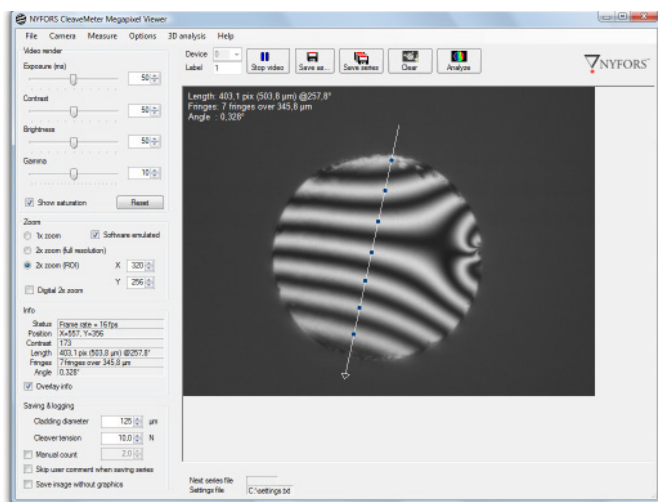 NYFORS CleaveMeter Megapixel Viewer
File Camera Measure Options 3D analysis Help
Video render
Exposure (ms)
50
Contrast
50
Brightness
50
Gamma
10
Show saturation
Reset
Device 0
Label 1
Stop video
Save as...
Save series
Clear
Analyze
NYFORS
Length: 403,1 pix (503,8 µm) @257,8°
Fringes: 7 fringes over 345,8 µm
Angle : 0,328°
Zoom
1x zoom
Software emulated
2x zoom (full resolution)
2x zoom (ROI) X 320
Y 256
Digital 2x zoom
Info
Status Frame rate = 16 fps
Position X=557, Y=356
Contrast 173
Length 403,1 pix (503,8 µm) @257,8°
Fringes 7 fringes over 345.8 µm
Angle 0,328°
Overlay info
Saving & logging
Cladding diameter 125 µm
Cleaver tension 10,0 N
Manual count 2,0
Skip user comment when saving series
Save image without graphics
Next series file
Settings file C:\settings.txt